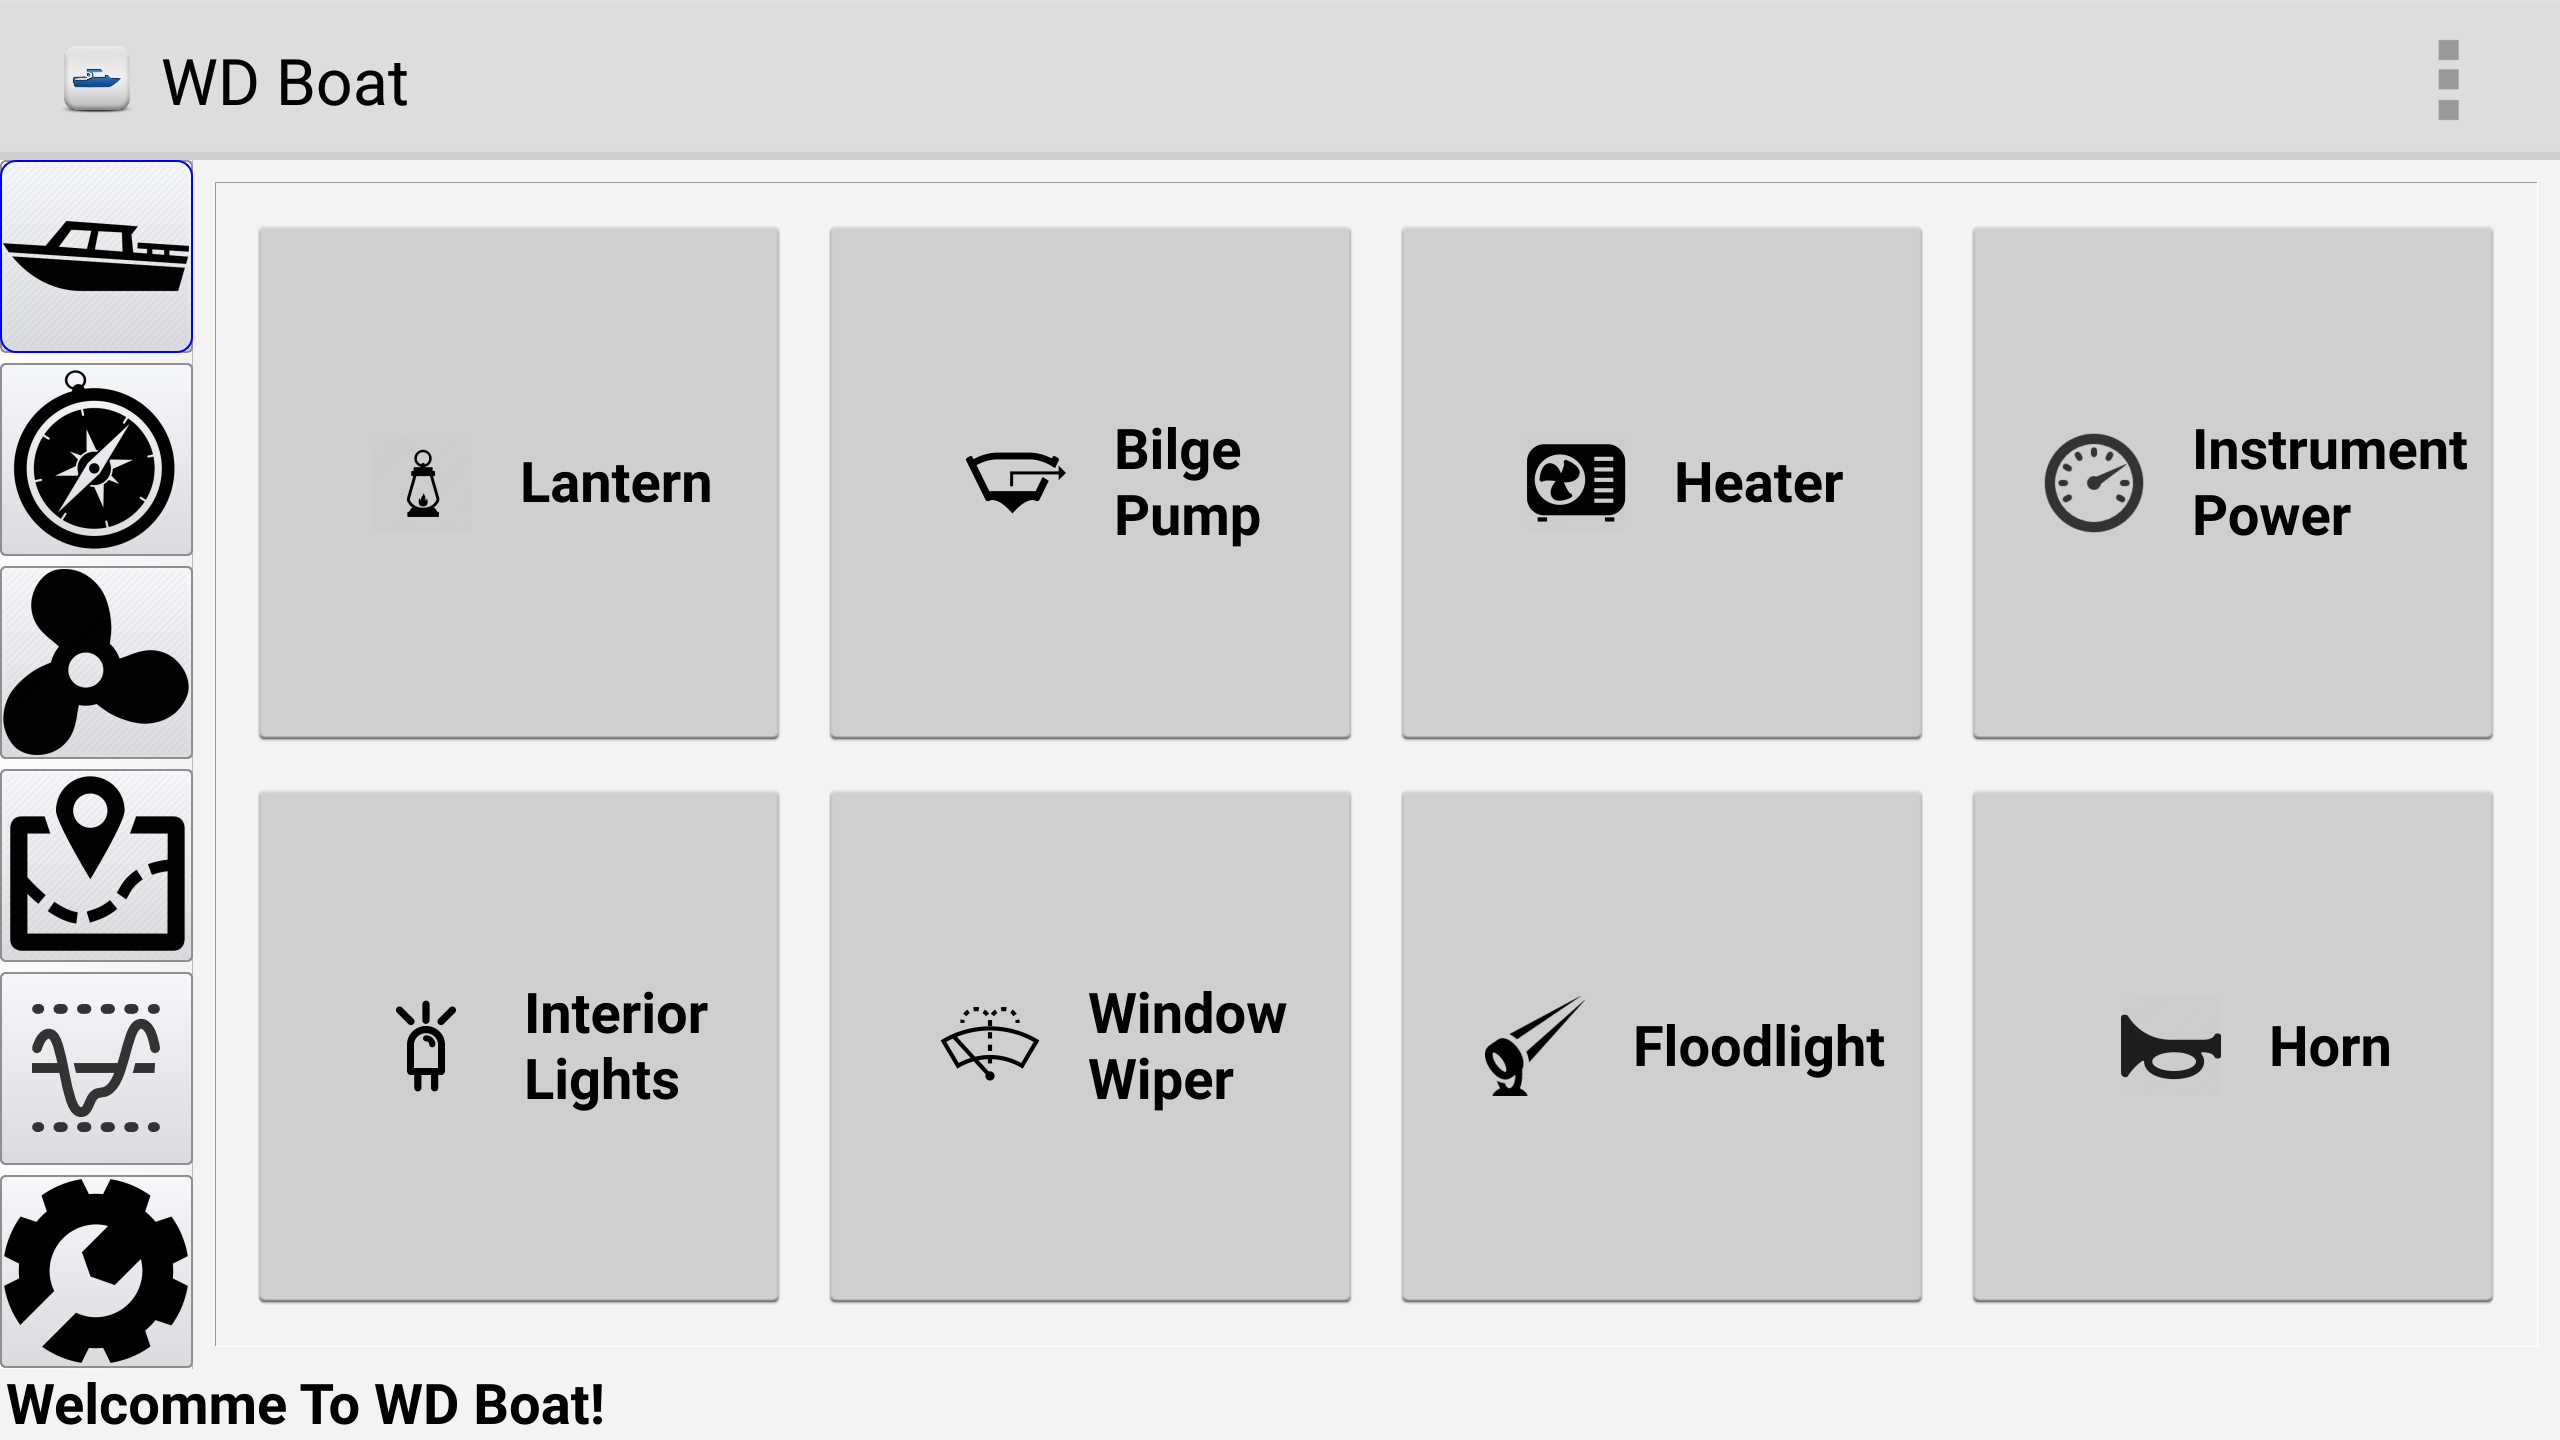 WD Boat
Lantern
Bilge
Pump
Heater
Instrument
Power
Interior
Lights
Window
Wiper
Floodlight
Horn
Welcomme To WD Boat!